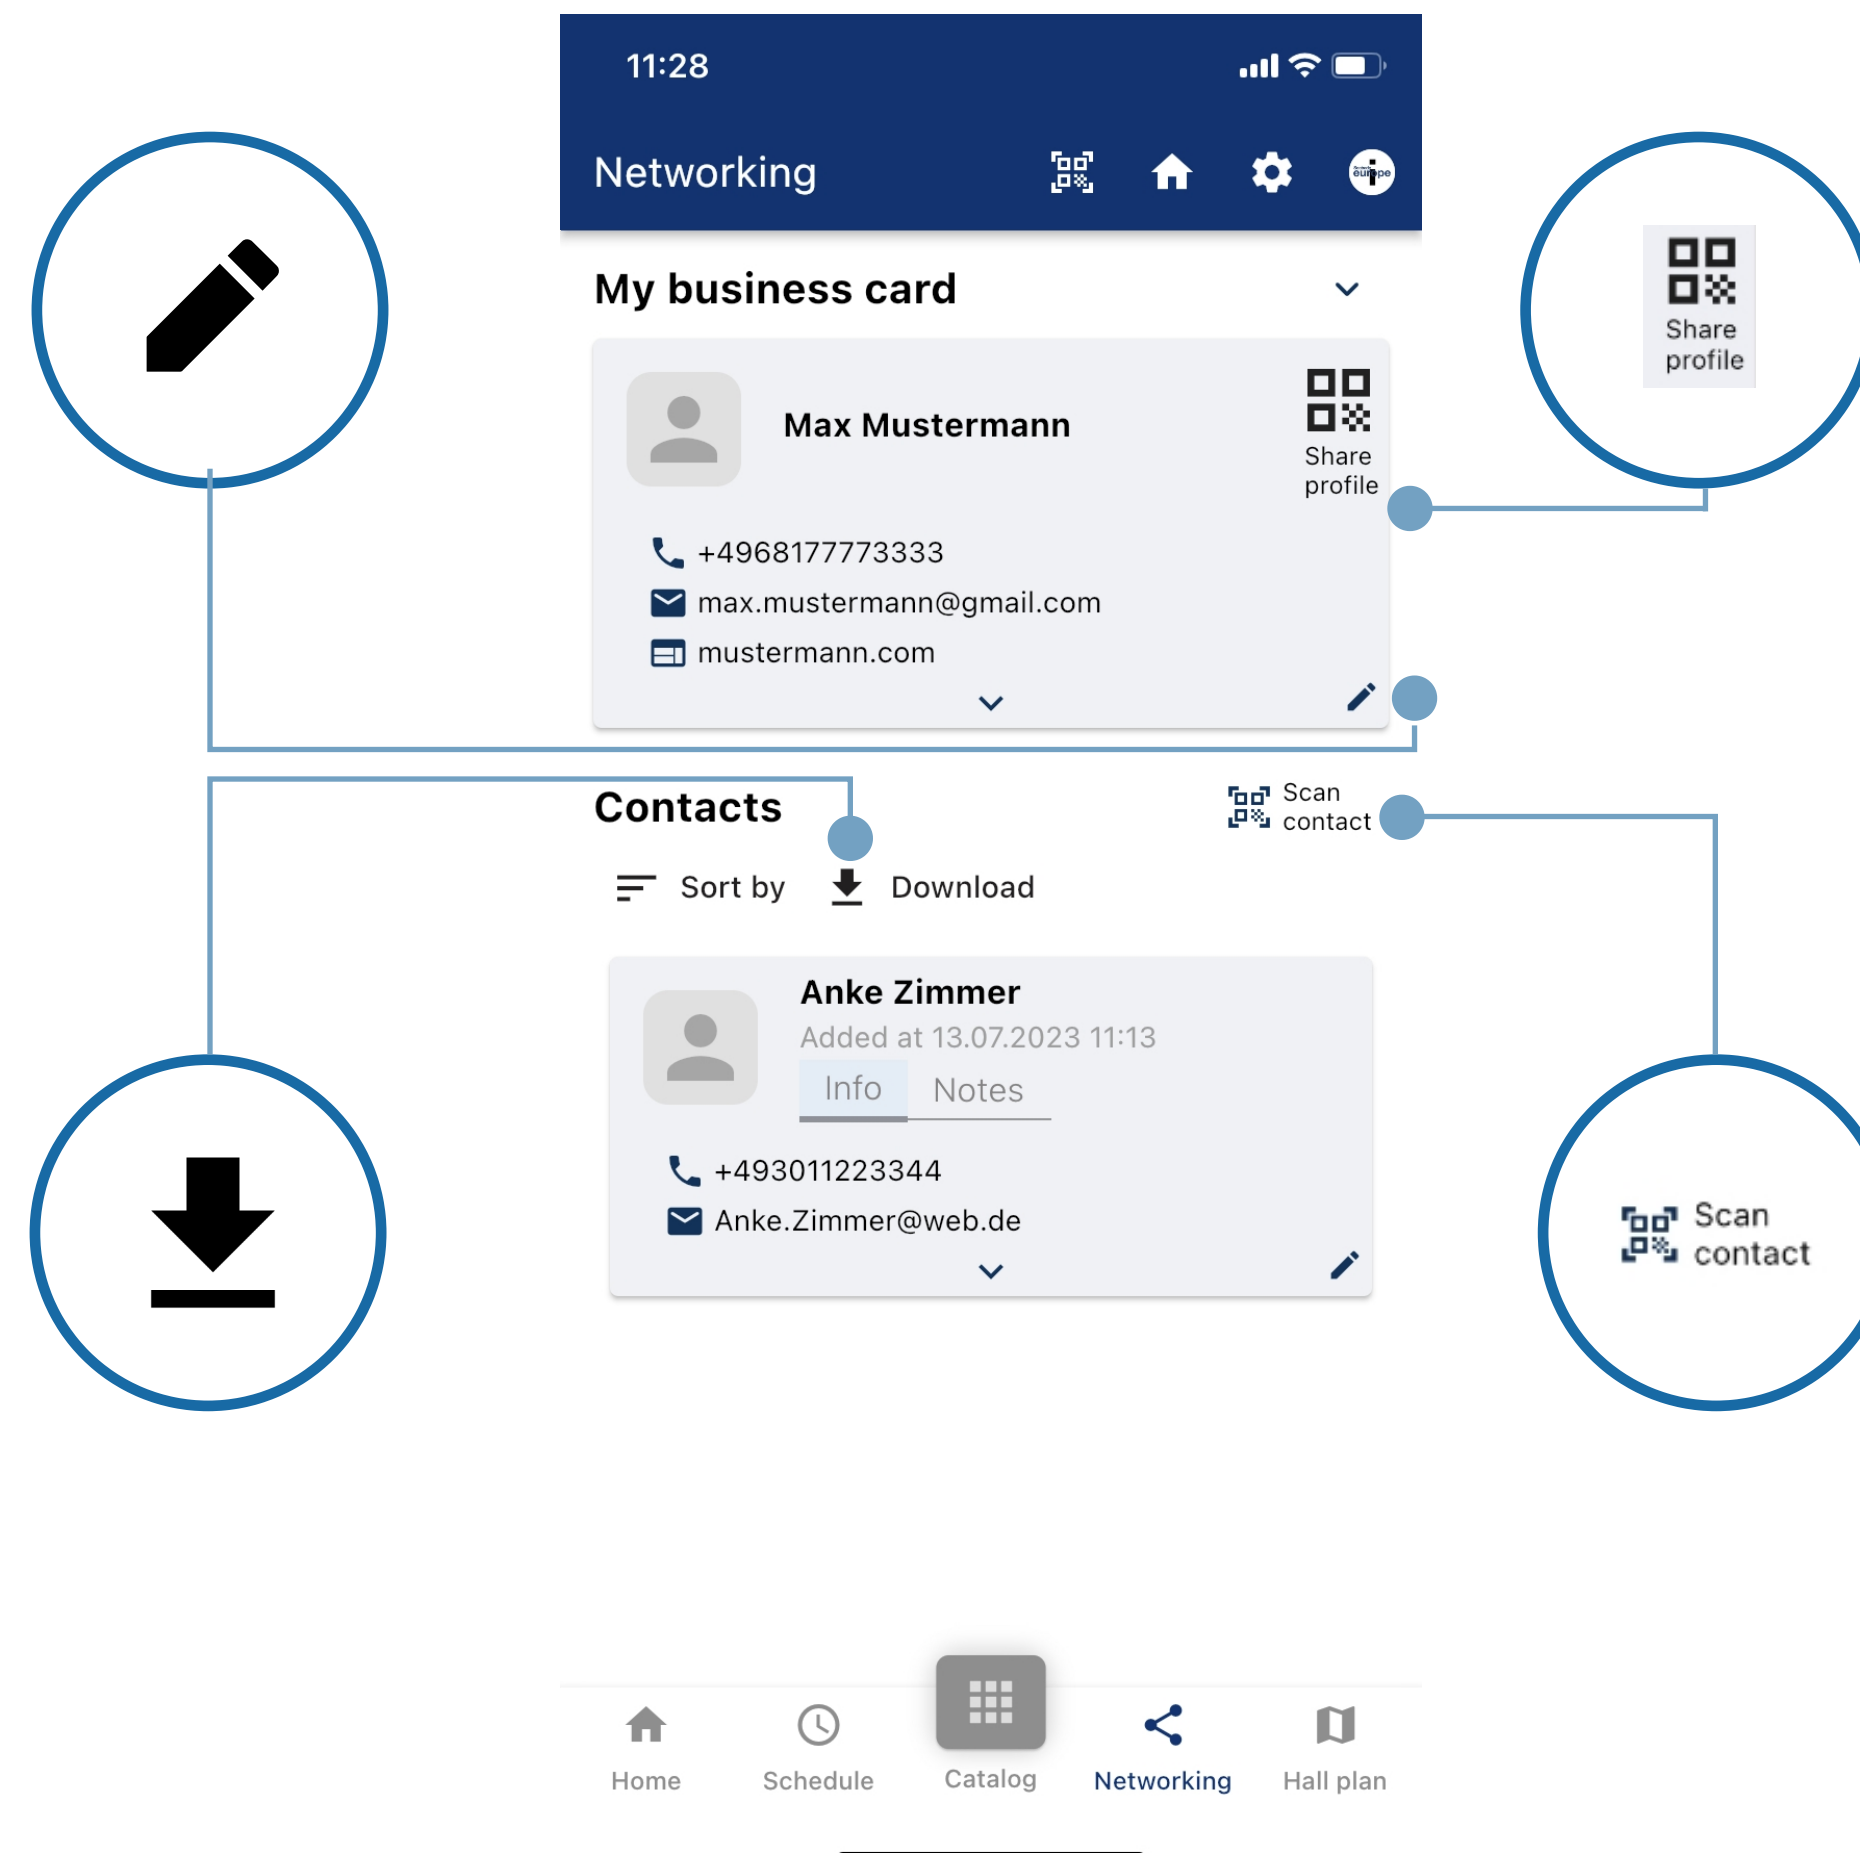 11:28
Networking
My business card
Max Mustermann
Share
profile
+4968177773333
max.mustermann@gmail.com
mustermann.com
Share
profile
Contacts
Scan
contact
Sort by
Download
Anke Zimmer
Added at 13.07.2023 11:13
Info
Notes
+493011223344
Anke.Zimmer@web.de
Scan
contact
Home
Schedule
Catalog
Networking
Hall plan